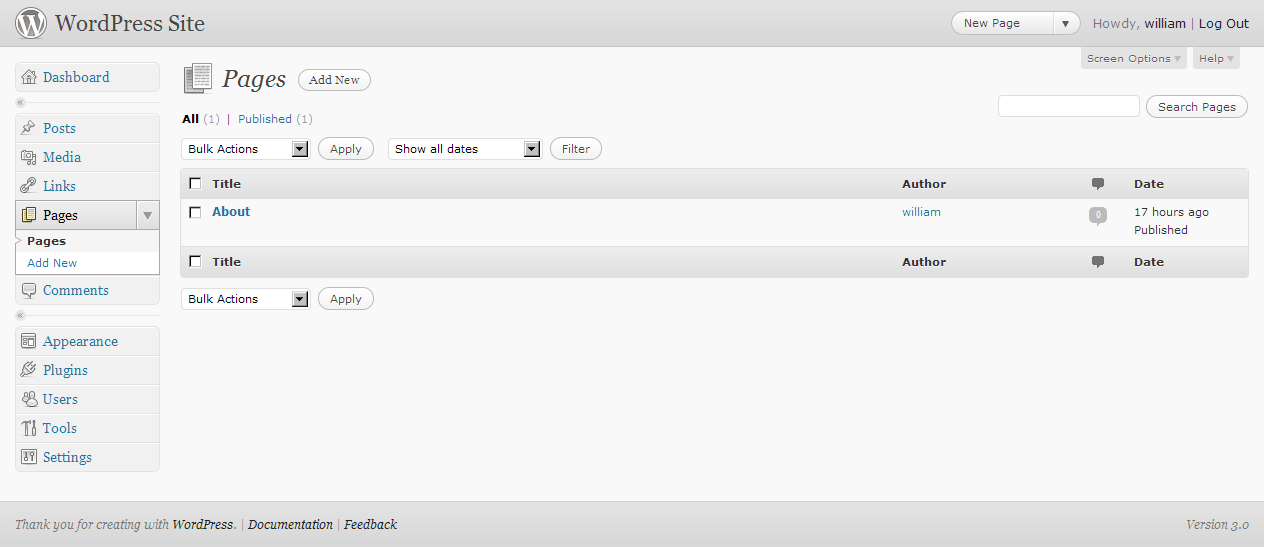 WordPress Site
New Page
Howdy, william | Log Out
Screen Options
Help
Dashboard
Posts
Media
Links
Pages
Pages
Add New
Comments
Appearance
Plugins
Users
Tools
Settings
Pages
Add New
All (1) | Published (1)
Search Pages
Bulk Actions
Apply
Show all dates
Filter
Title Author Date
About william 0 17 hours ago
Published
Title Author Date
Bulk Actions
Apply
Thank you for creating with WordPress. | Documentation | Feedback
Version 3.0